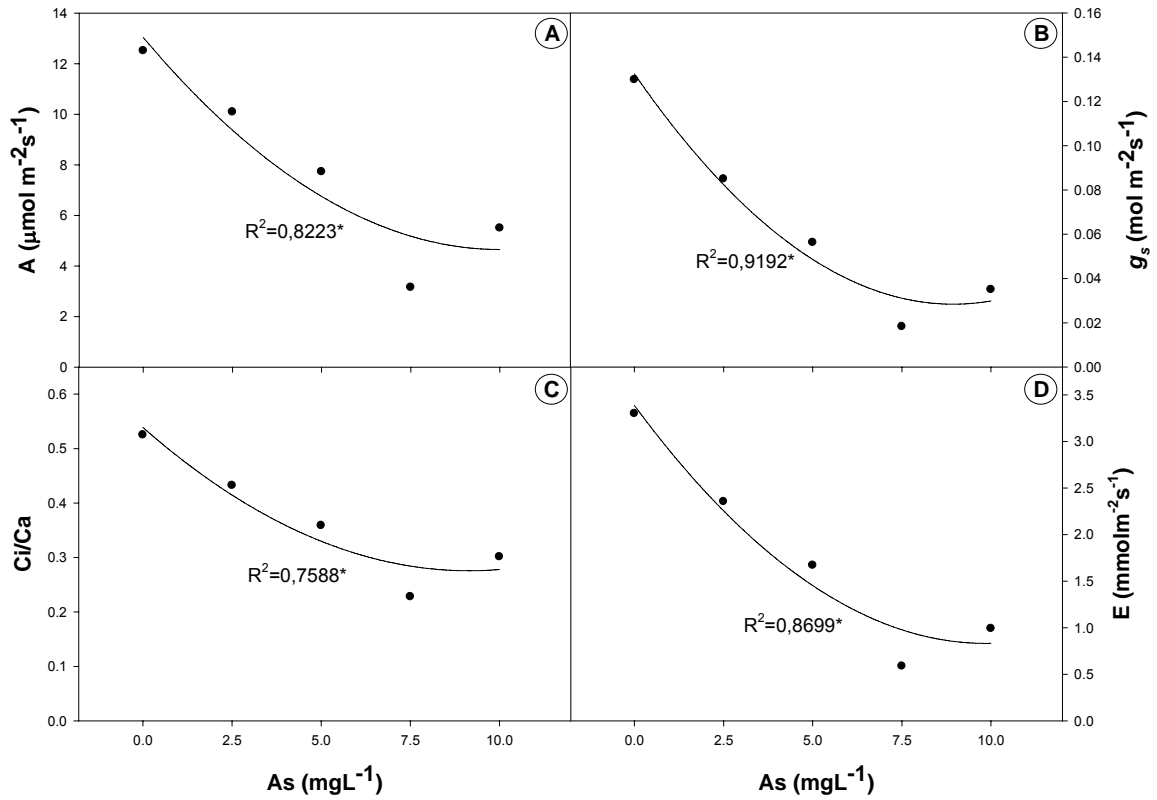 14
12
10
8
6
4
2
0
A (μmol m⁻²s⁻¹)
A
R²=0,8223*
B
R²=0,9192*
0.16
0.14
0.12
0.10
0.08
0.06
0.04
0.02
0.00
gₛ (mol m⁻²s⁻¹)
0.6
0.5
0.4
0.3
0.2
0.1
0.0
Ci/Ca
C
R²=0,7588*
0.0 2.5 5.0 7.5 10.0
As (mgL⁻¹)
D
R²=0,8699*
3.5
3.0
2.5
2.0
1.5
1.0
0.5
0.0
E (mmolm⁻²s⁻¹)
0.0 2.5 5.0 7.5 10.0
As (mgL⁻¹)